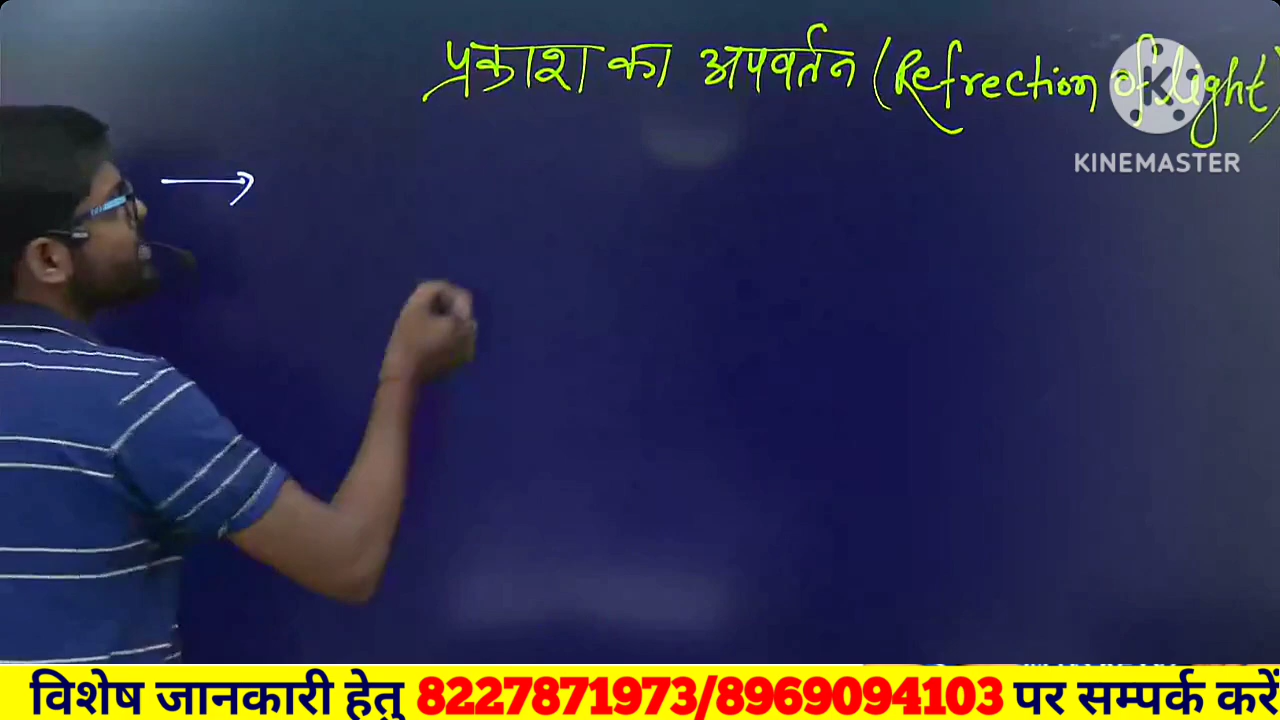 प्रकाश का अपवर्तन (Refrection of light)
KINEMASTER
विशेष जानकारी हेतु 8227871973/8969094103 पर सम्पर्क करें